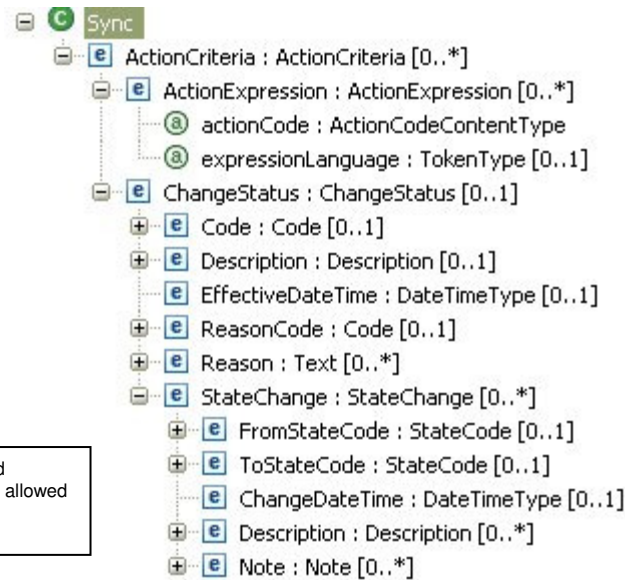 Sync
ActionCriteria : ActionCriteria [0..*]
ActionExpression : ActionExpression [0..*]
actionCode : ActionCodeContentType
expressionLanguage : TokenType [0..1]
ChangeStatus : ChangeStatus [0..1]
Code : Code [0..1]
Description : Description [0..1]
EffectiveDateTime : DateTimeType [0..1]
ReasonCode : Code [0..1]
Reason : Text [0..*]
StateChange : StateChange [0..*]
FromStateCode : StateCode [0..1]
ToStateCode : StateCode [0..1]
ChangeDateTime : DateTimeType [0..1]
Description : Description [0..*]
Note : Note [0..*]
allowed